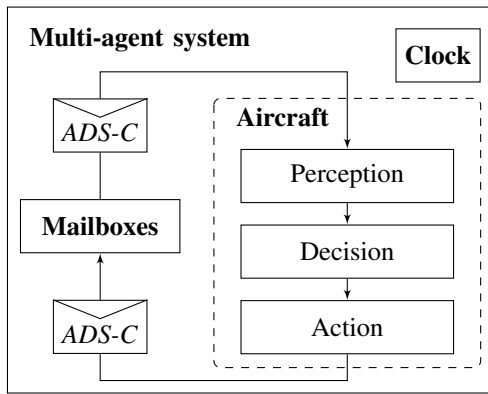 Multi-agent system
Clock
ADS-C
Aircraft
Perception
Mailboxes
Decision
ADS-C
Action